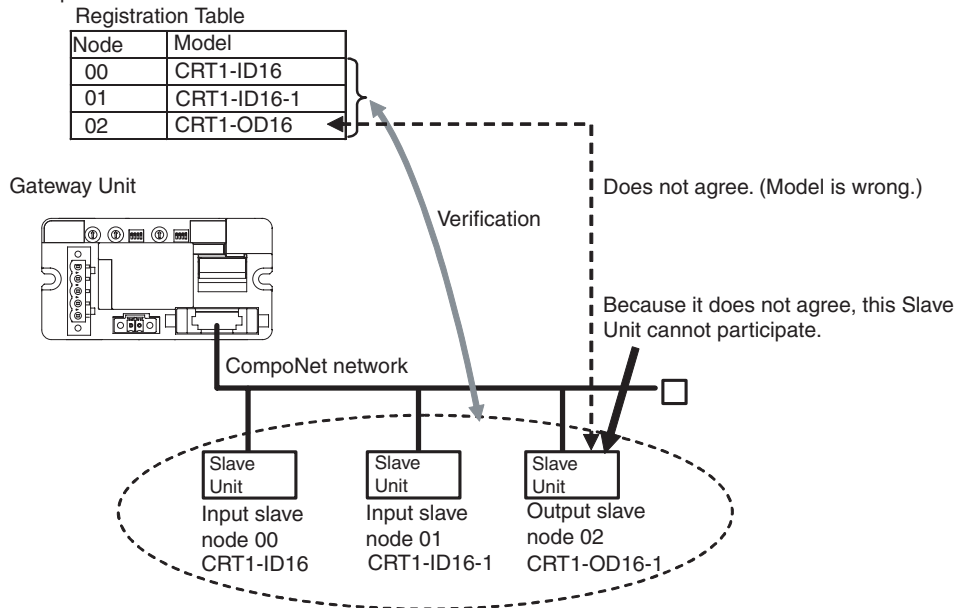 Registration Table
Node Model
00 CRT1-ID16
01 CRT1-ID16-1
02 CRT1-OD16
Gateway Unit
Does not agree. (Model is wrong.)
Verification
Because it does not agree, this Slave
Unit cannot participate.
CompoNet network
Slave
Unit
Input slave
node 00
CRT1-ID16
Slave
Unit
Input slave
node 01
CRT1-ID16-1
Slave
Unit
Output slave
node 02
CRT1-OD16-1